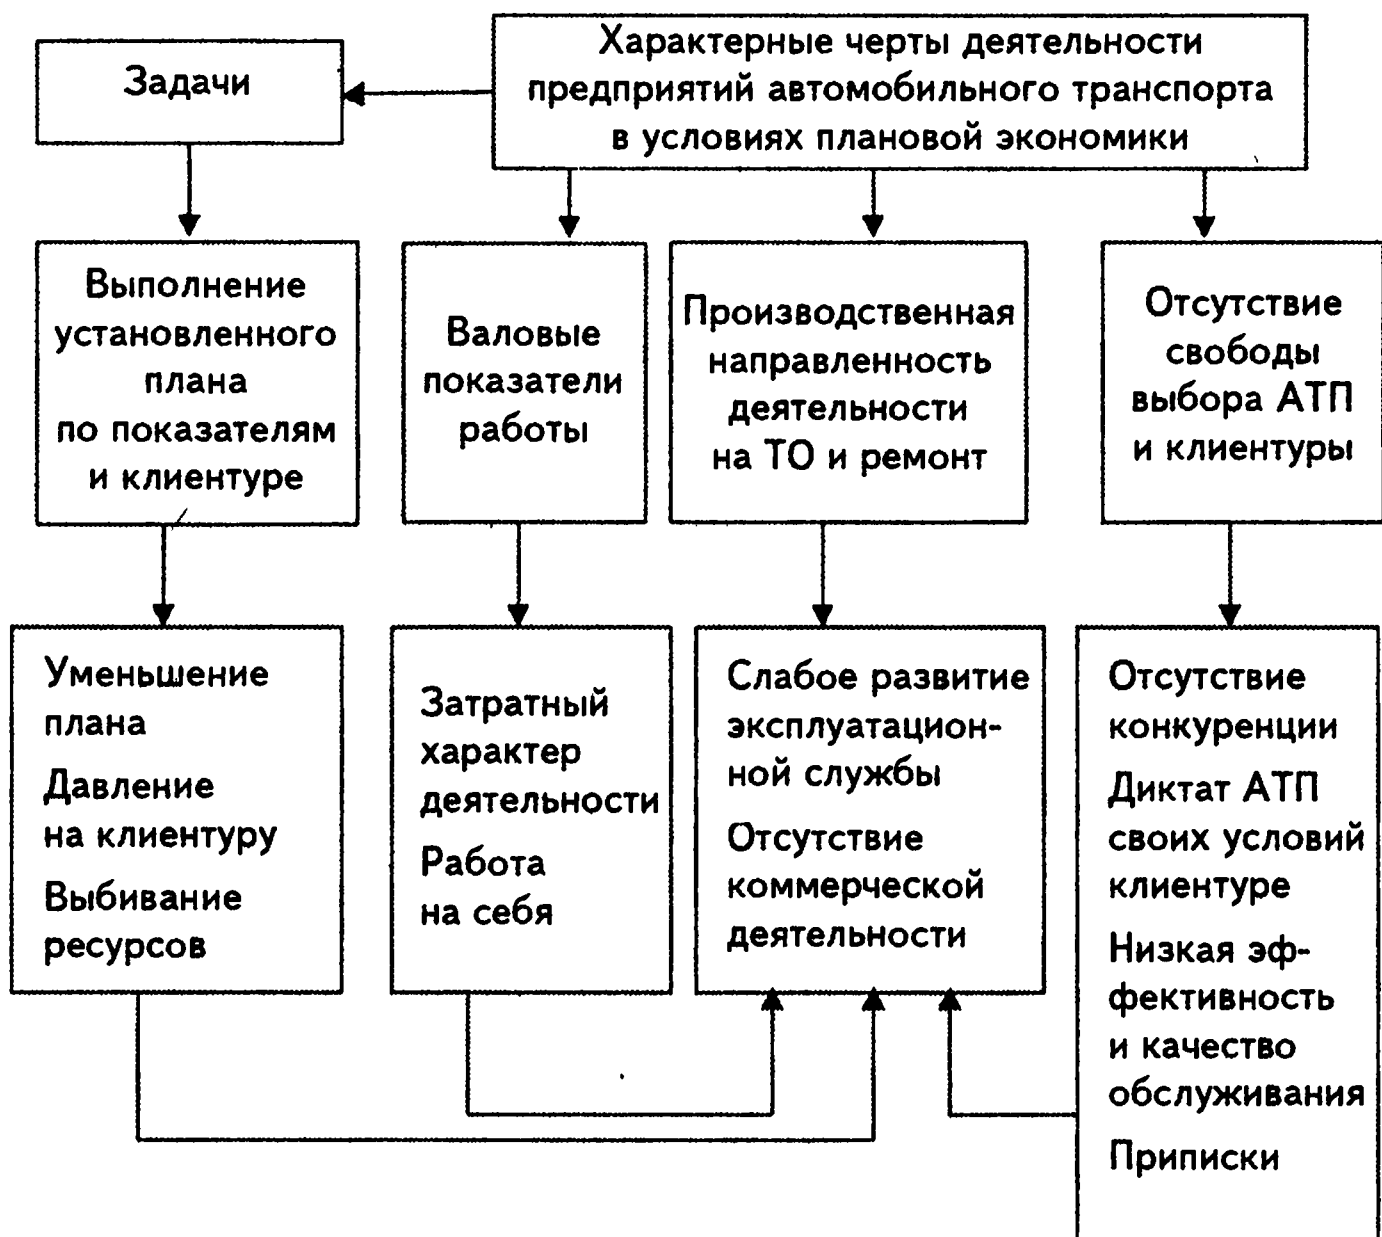 Задачи
Характерные черты деятельности
предприятий автомобильного транспорта
в условиях плановой экономики
Выполнение
установленного
плана
по показателям
и клиентуре
Валовые
показатели
работы
Производственная
направленность
деятельности
на ТО и ремонт
Отсутствие
свободы
выбора АТП
и клиентуры
Уменьшение
плана
Давление
на клиентуру
Выбивание
ресурсов
Затратный
характер
деятельности
Работа
на себя
Слабое развитие
эксплуатацион-
ной службы
Отсутствие
коммерческой
деятельности
Отсутствие
конкуренции
Диктат АТП
своих условий
клиентуре
Низкая эф-
фективность
и качество
обслуживания
Приписки